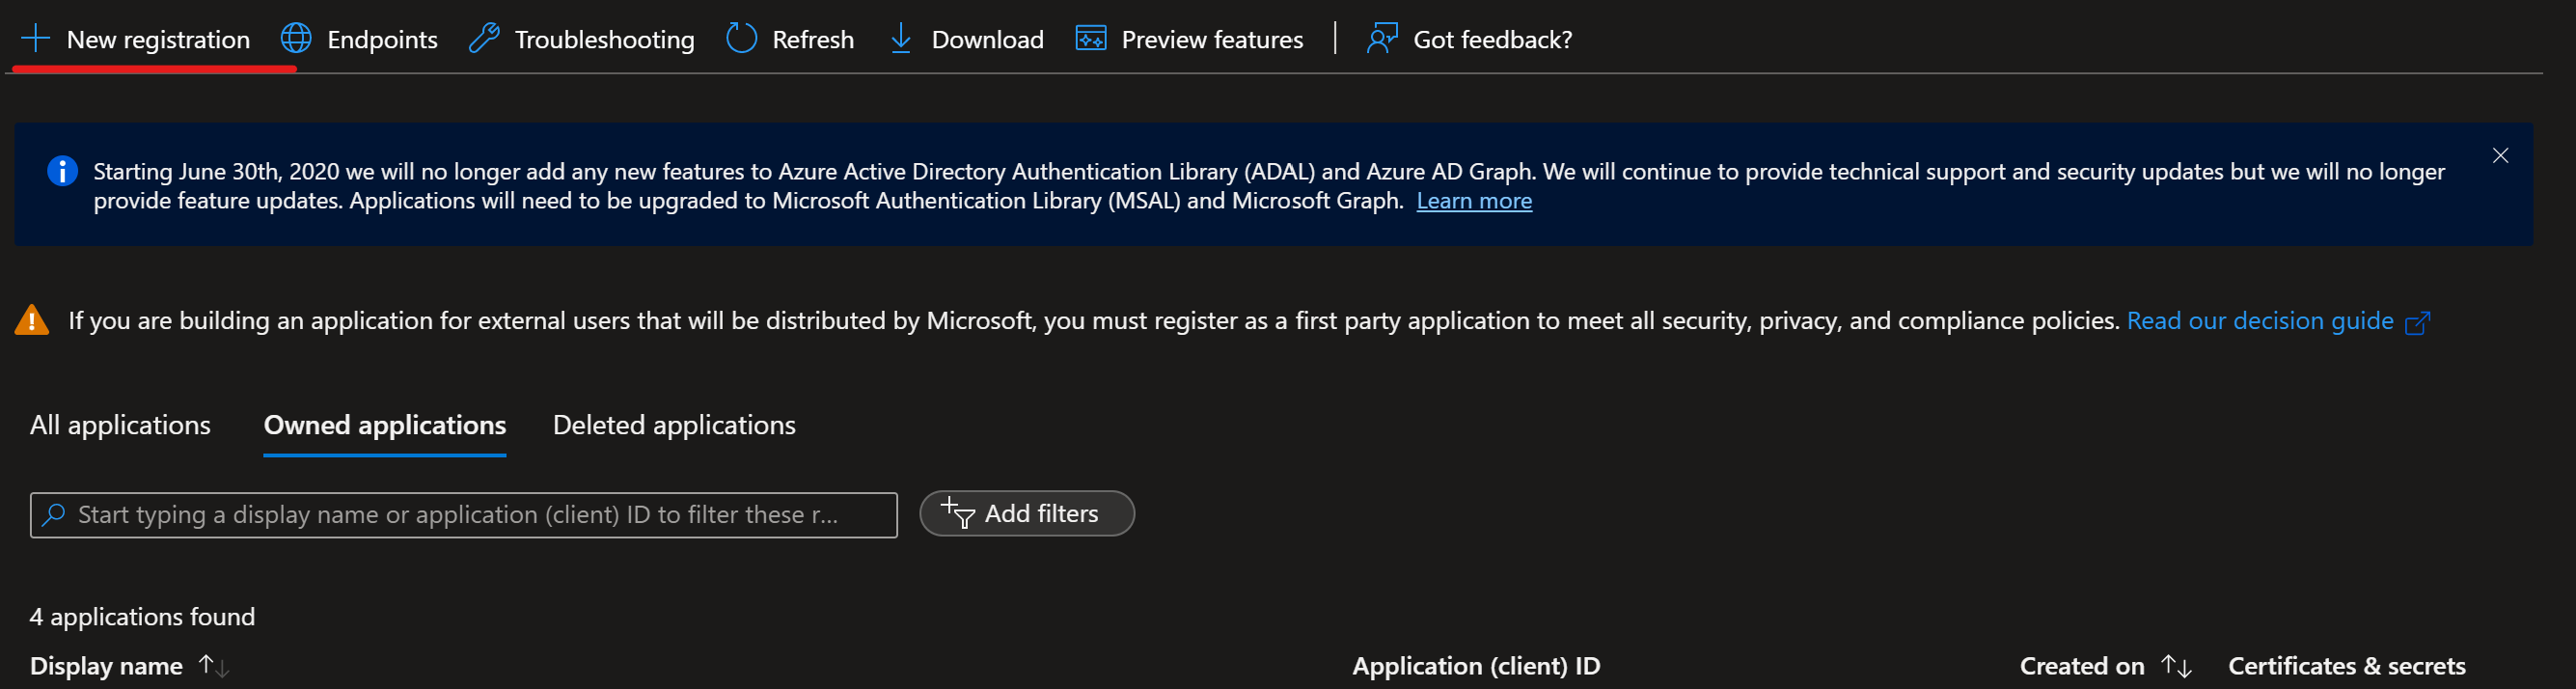 New registration Endpoints Troubleshooting Refresh Download Preview features Got feedback?
Starting June 30th, 2020 we will no longer add any new features to Azure Active Directory Authentication Library (ADAL) and Azure AD Graph. We will continue to provide technical support and security updates but we will no longer
provide feature updates. Applications will need to be upgraded to Microsoft Authentication Library (MSAL) and Microsoft Graph. Learn more
If you are building an application for external users that will be distributed by Microsoft, you must register as a first party application to meet all security, privacy, and compliance policies. Read our decision guide
All applications Owned applications Deleted applications
Start typing a display name or application (client) ID to filter these r... Add filters
4 applications found
Display name Application (client) ID Created on Certificates & secrets